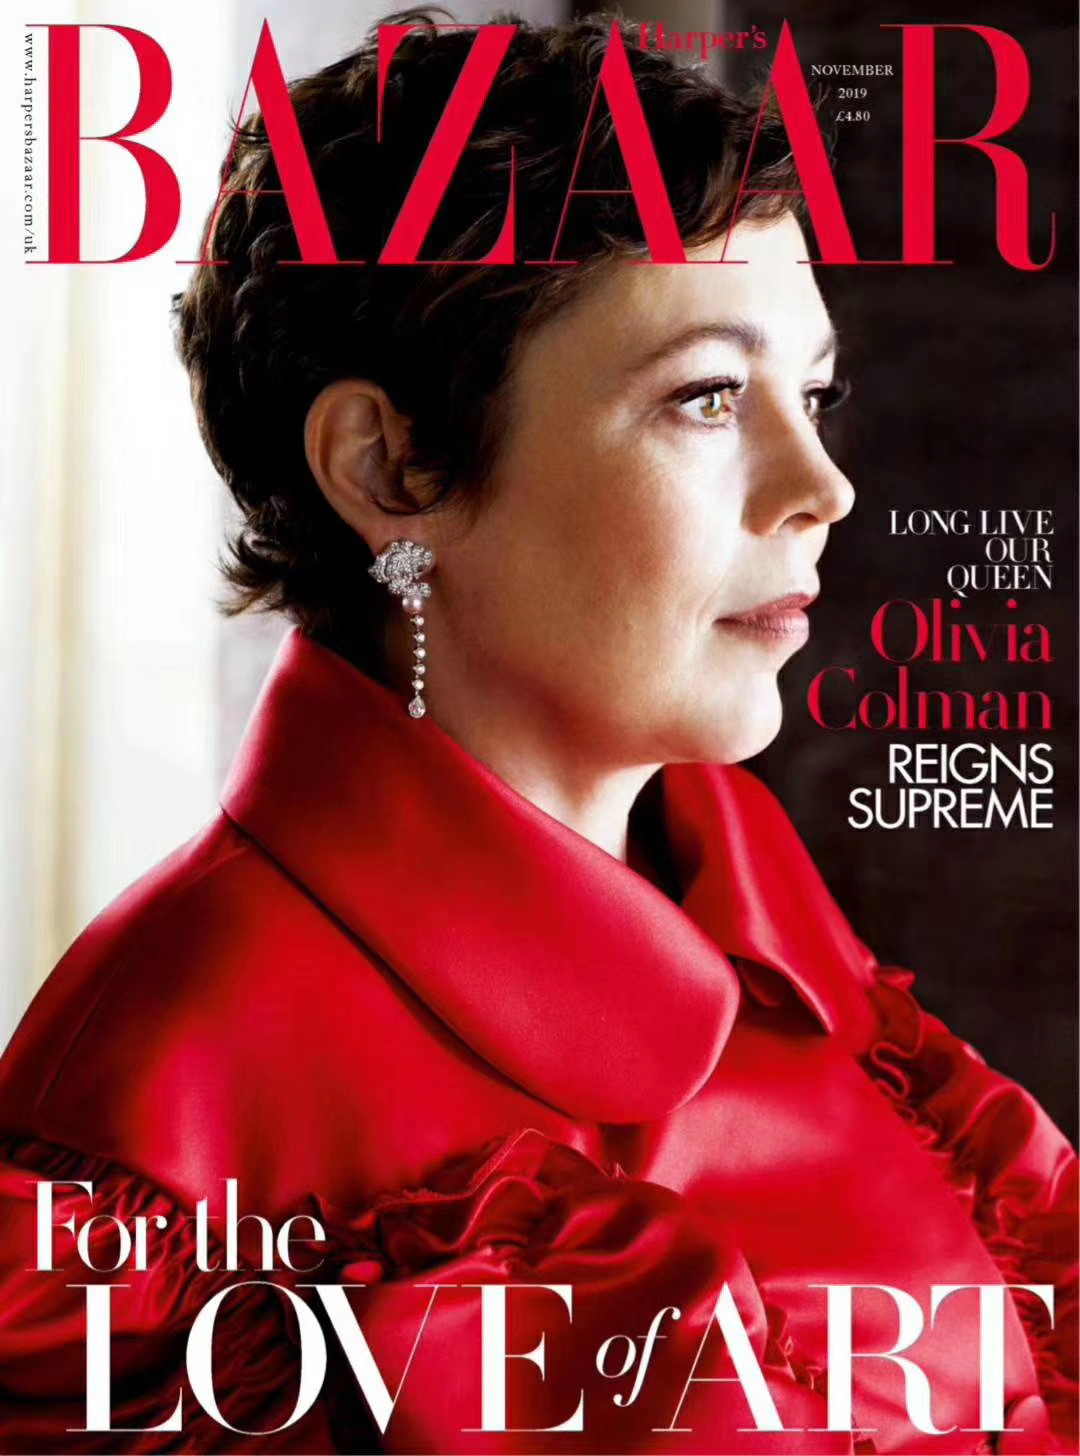 Harper's
BAZAAR
www.harpersbazaar.com/uk
NOVEMBER
2019
£4.80
LONG LIVE
OUR
QUEEN
Olivia
Colman
REIGNS
SUPREME
For the
LOVE of ART